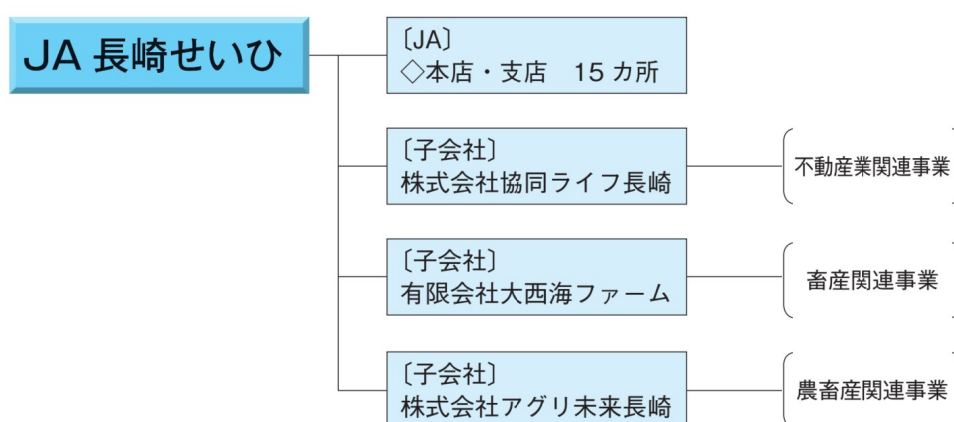 JA 長崎せいひ
〔JA〕
◇本店・支店　15 カ所
〔子会社〕
株式会社協同ライフ長崎
不動産業関連事業
〔子会社〕
有限会社大西海ファーム
畜産関連事業
〔子会社〕
株式会社アグリ未来長崎
農畜産関連事業